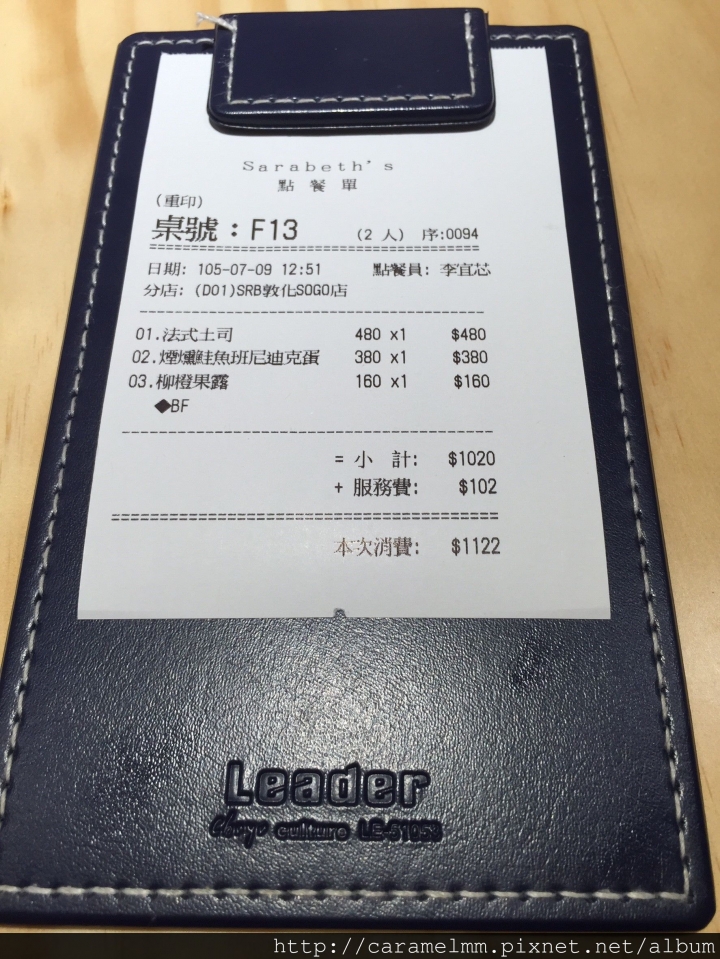 Sarabeth's
點餐單
(重印)
桌號：F13 (2 人) 序:0094
日期: 105-07-09 12:51 點餐員: 李宜芯
分店: (D01)SRB敦化SOGO店
01.法式土司 480 x1 $480
02.煙燻鮭魚班尼迪克蛋 380 x1 $380
03.柳橙果露 160 x1 $160
◆BF
= 小 計: $1020
+ 服務費: $102
本次消費: $1122
Leader
culture
http://caramelmm.pixnet.net/album